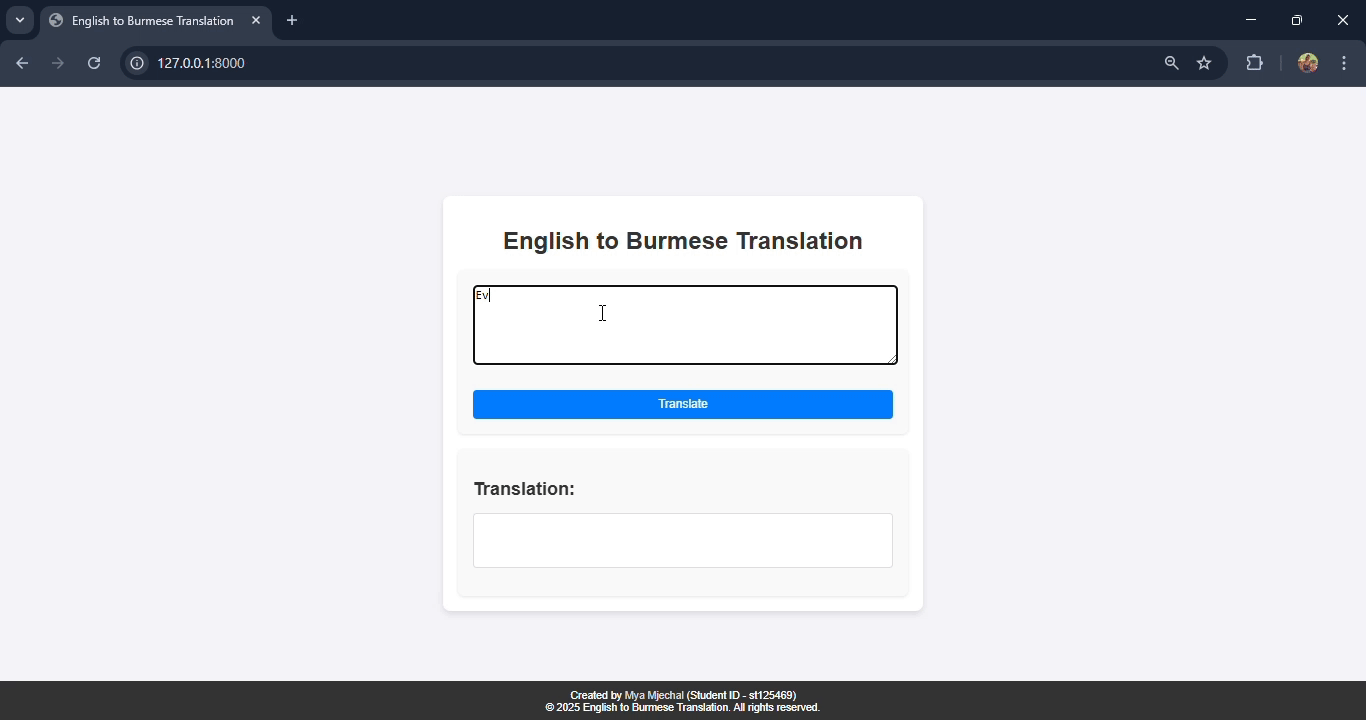 English to Burmese Translation
127.0.0.1:8000
English to Burmese Translation
Ev
Translate
Translation:
Created by Mya Mjechal (Student ID - st125469)
© 2025 English to Burmese Translation. All rights reserved.